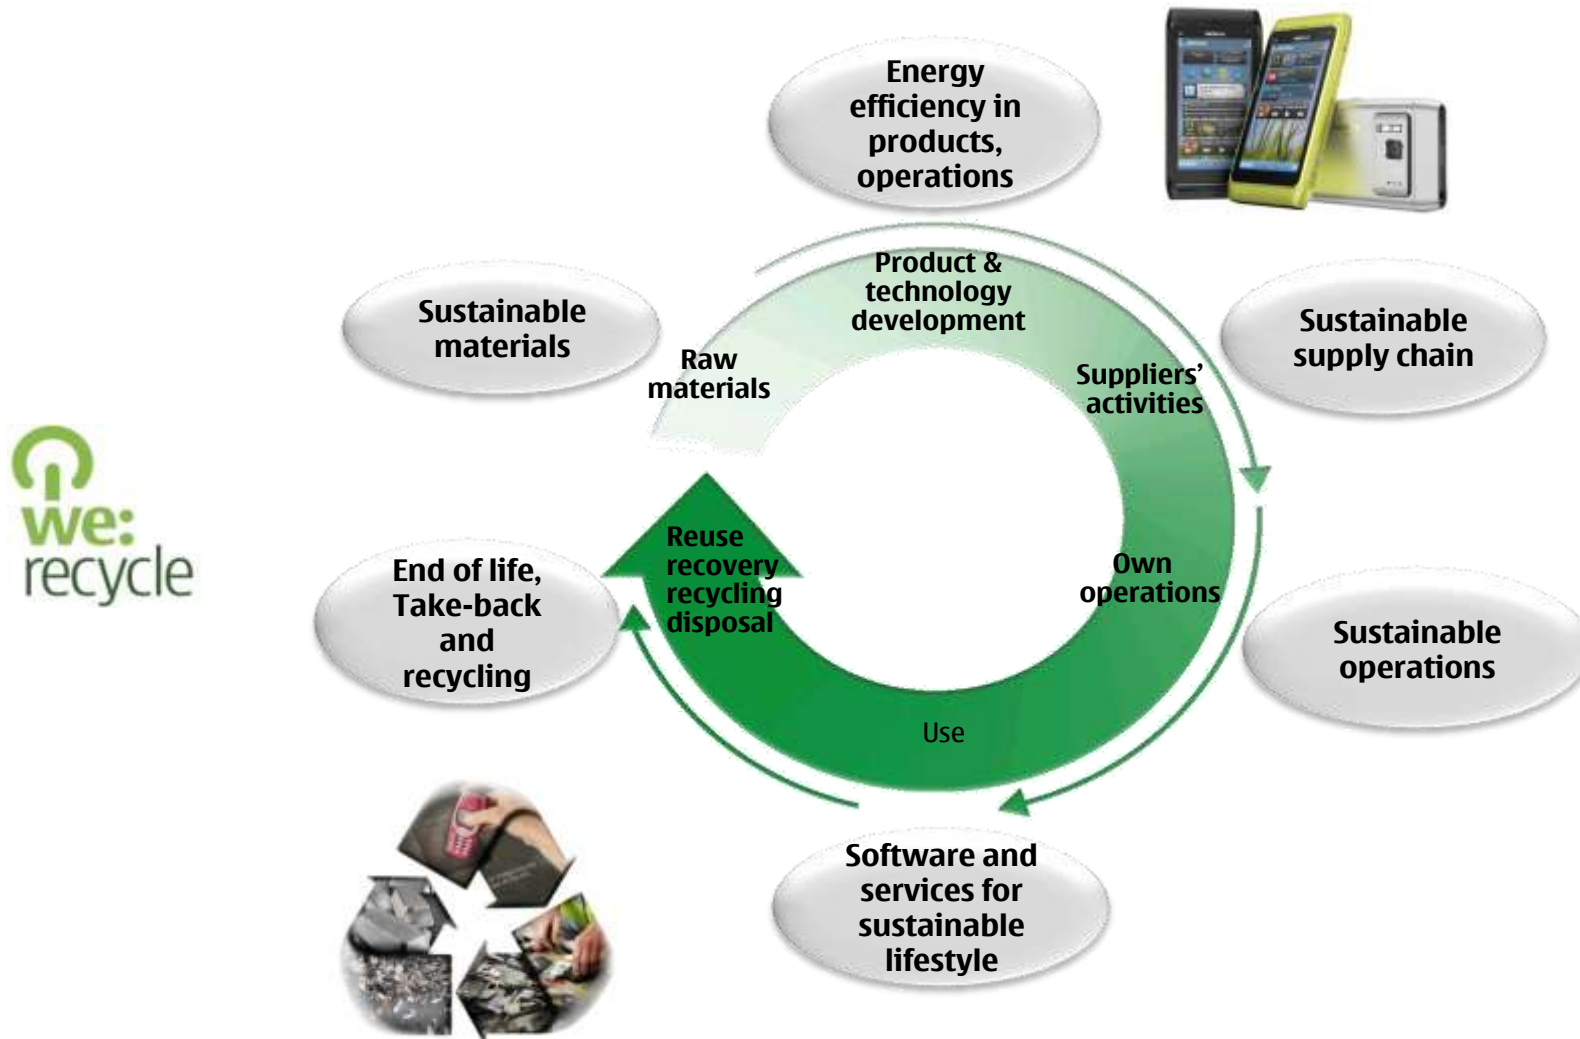 Energy
efficiency in
products,
operations
Product &
technology
development
Sustainable
materials
Sustainable
supply chain
Raw
materials
Suppliers’
activities
we:
recycle
Reuse
recovery
recycling
disposal
Own
operations
End of life,
Take-back
and
recycling
Sustainable
operations
Use
Software and
services for
sustainable
lifestyle